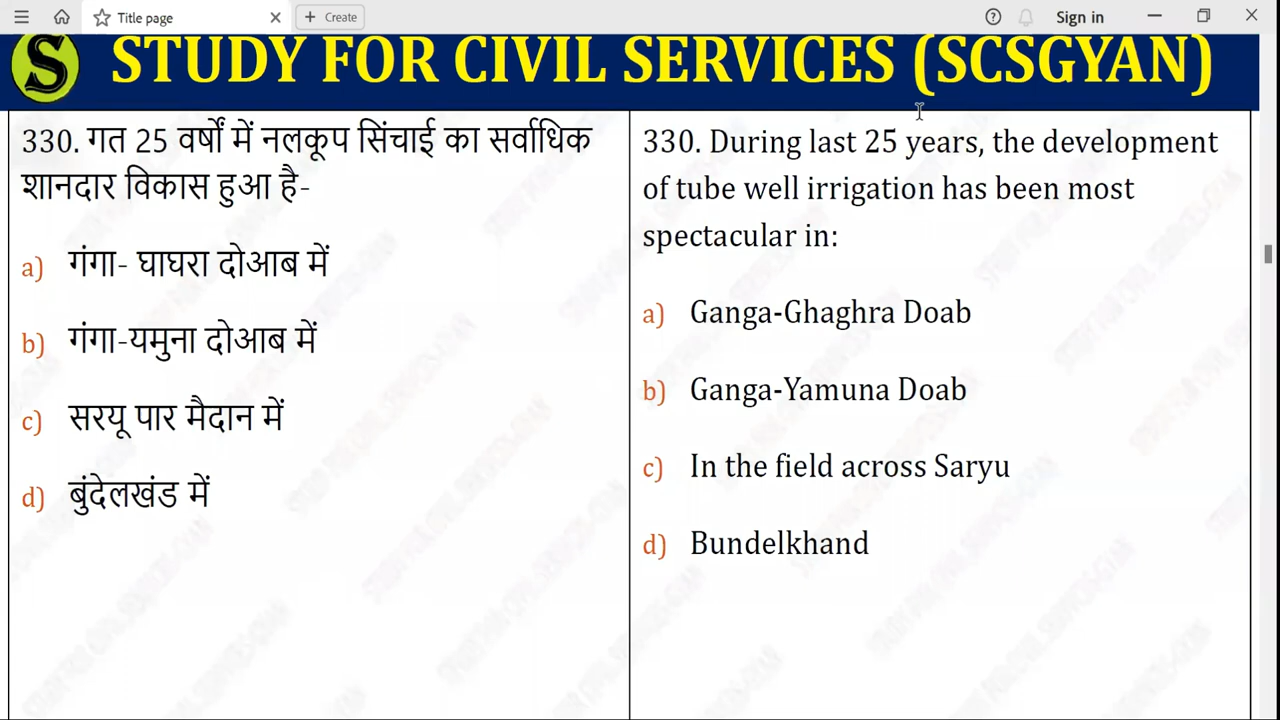 Title page
Create
Sign in
S
STUDY FOR CIVIL SERVICES (SCSGYAN)
330. गत 25 वर्षों में नलकूप सिंचाई का सर्वाधिक
शानदार विकास हुआ है-
a) गंगा- घाघरा दोआब में
b) गंगा-यमुना दोआब में
c) सरयू पार मैदान में
d) बुंदेलखंड में
330. During last 25 years, the development
of tube well irrigation has been most
spectacular in:
a) Ganga-Ghaghra Doab
b) Ganga-Yamuna Doab
c) In the field across Saryu
d) Bundelkhand